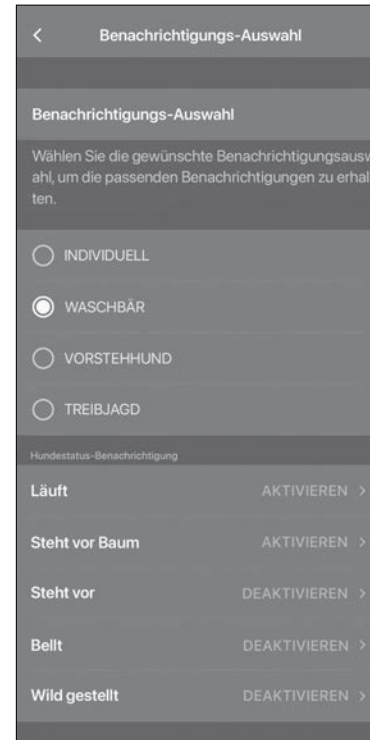 Benachrichtigungs-Auswahl
Benachrichtigungs-Auswahl
Wählen Sie die gewünschte Benachrichtigungsausw
ahl, um die passenden Benachrichtigungen zu erhal
ten.
INDIVIDUELL
WASCHBÄR
VORSTEHHUND
TREIBJAGD
Hundestatus-Benachrichtigung
Läuft AKTIVIEREN
Steht vor Baum AKTIVIEREN
Steht vor DEAKTIVIEREN
Bellt DEAKTIVIEREN
Wild gestellt DEAKTIVIEREN